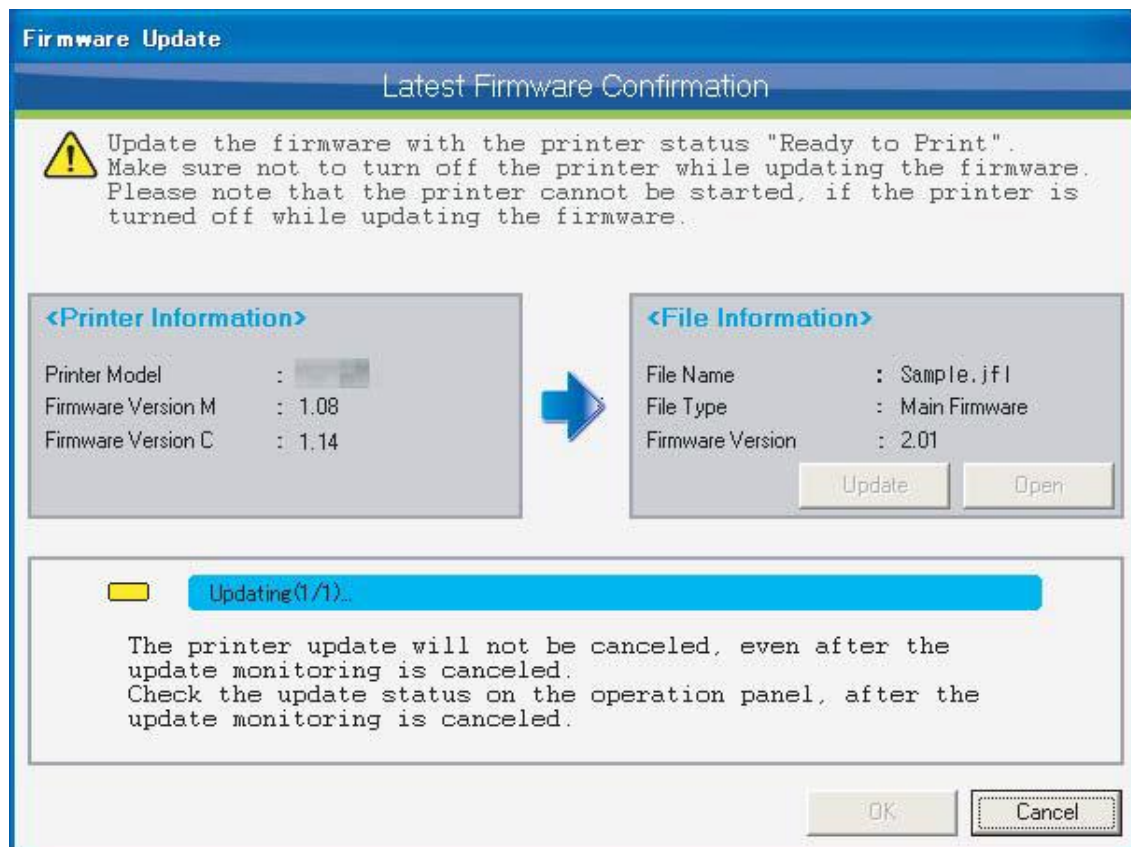 Firmware Update
Latest Firmware Confirmation
Update the firmware with the printer status "Ready to Print".
Make sure not to turn off the printer while updating the firmware.
Please note that the printer cannot be started, if the printer is
turned off while updating the firmware.
<Printer Information>
Printer Model :
Firmware Version M : 1.08
Firmware Version C : 1.14
<File Information>
File Name : Sample.jfl
File Type : Main Firmware
Firmware Version : 2.01
Update Open
Updating(1/1)...
The printer update will not be canceled, even after the
update monitoring is canceled.
Check the update status on the operation panel, after the
update monitoring is canceled.
OK Cancel